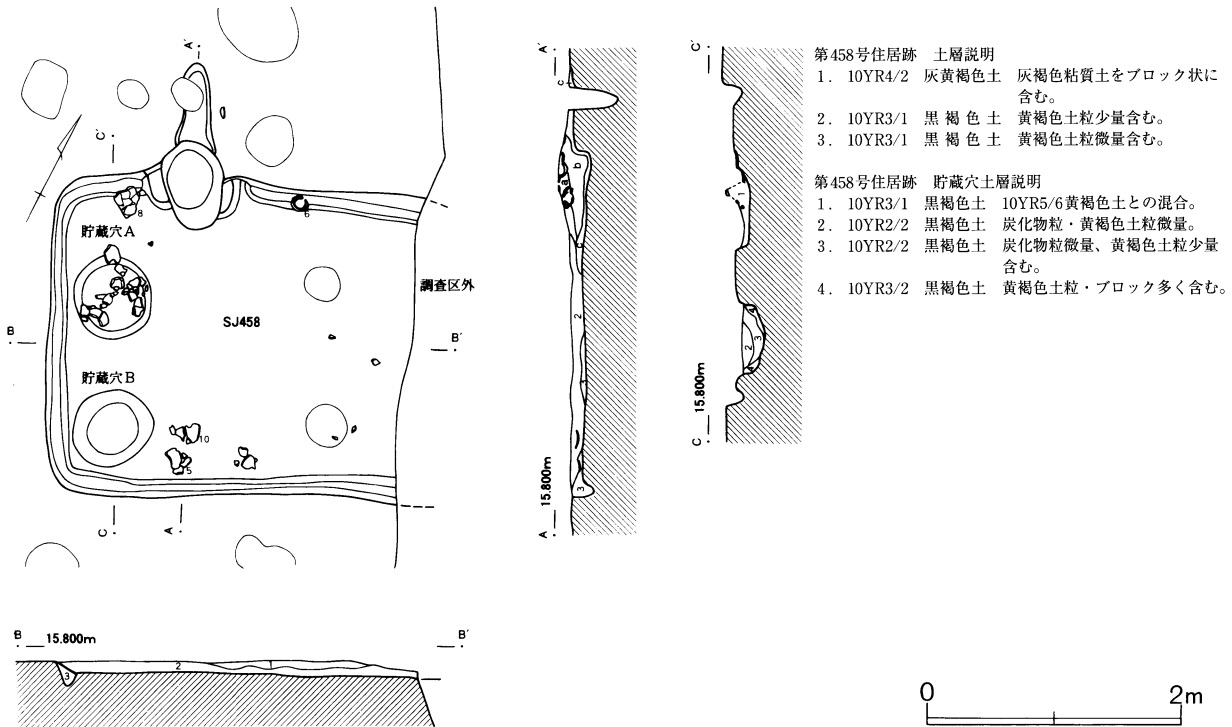 第458号住居跡 土層説明
1. 10YR4/2 灰黄褐色土 灰褐色粘質土をブロック状に
含む。
2. 10YR3/1 黒褐色土 黄褐色土粒少量含む。
3. 10YR3/1 黒褐色土 黄褐色土粒微量含む。
第458号住居跡 貯蔵穴土層説明
1. 10YR3/1 黒褐色土 10YR5/6黄褐色土との混合。
2. 10YR2/2 黒褐色土 炭化物粒・黄褐色土粒微量。
3. 10YR2/2 黒褐色土 炭化物粒微量、黄褐色土粒少量
含む。
4. 10YR3/2 黒褐色土 黄褐色土粒・ブロック多く含む。
A´
C´
8
6
貯蔵穴A
調査区外
SJ458
B
B´
貯蔵穴B
10
5
C
A
A´
c
b
a
2
3
3
A 15.800m
C´
4
3
2
4
C 15.800m
B 15.800m
B´
1
2
3
0 2m